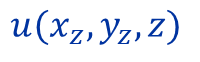 u(x_z, y_z, z)